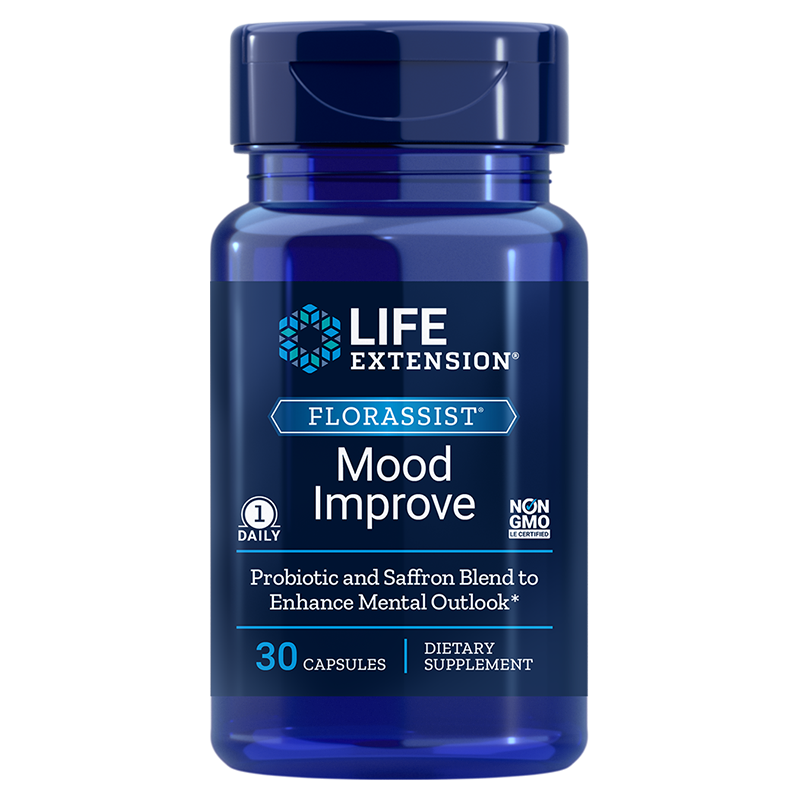 LIFE
EXTENSION®
FLORASSIST®
Mood
Improve
1
DAILY
NON
GMO
LE CERTIFIED
Probiotic and Saffron Blend to
Enhance Mental Outlook*
30 CAPSULES
DIETARY
SUPPLEMENT